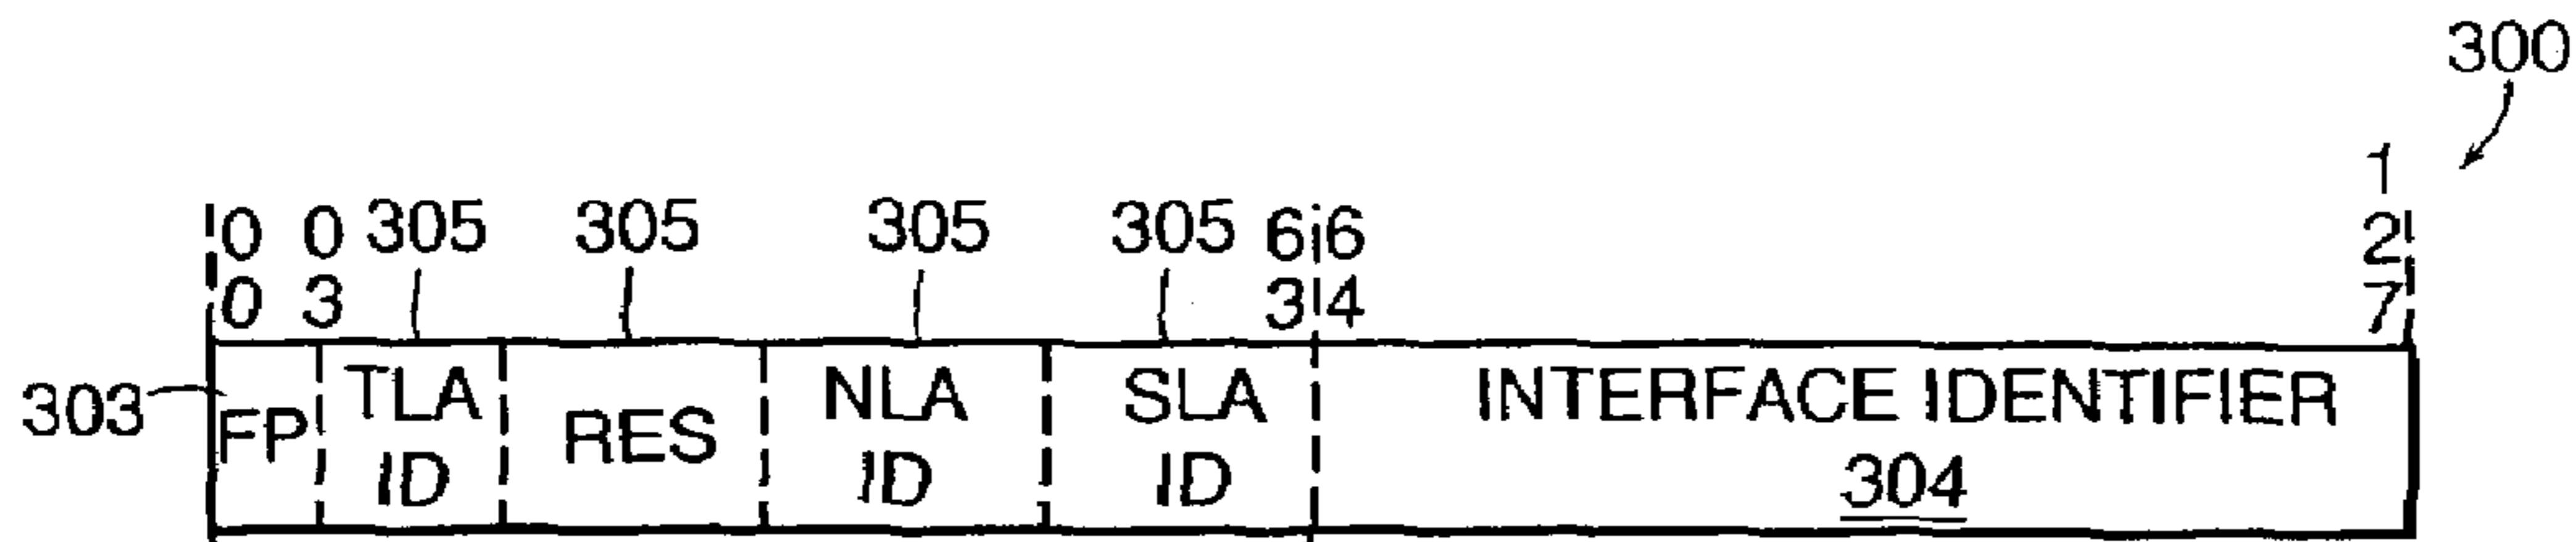 300
1
0 0 305 305 305 305 6 6 2
0 3 3 4 7
303 FP TLA RES NLA SLA INTERFACE IDENTIFIER
ID ID ID 304